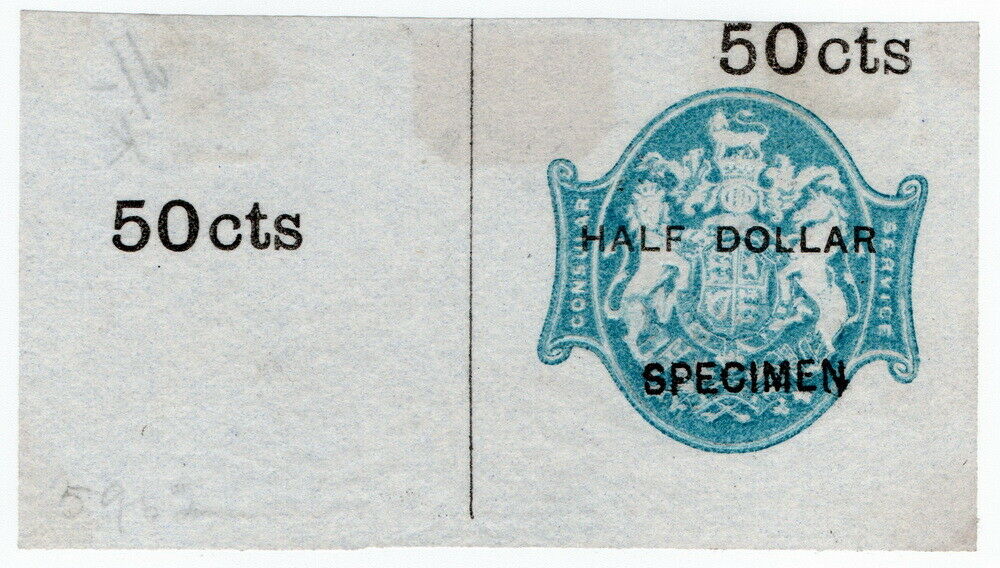 50cts
50cts
CONSULAR
SERVICE
HALF DOLLAR
SPECIMEN